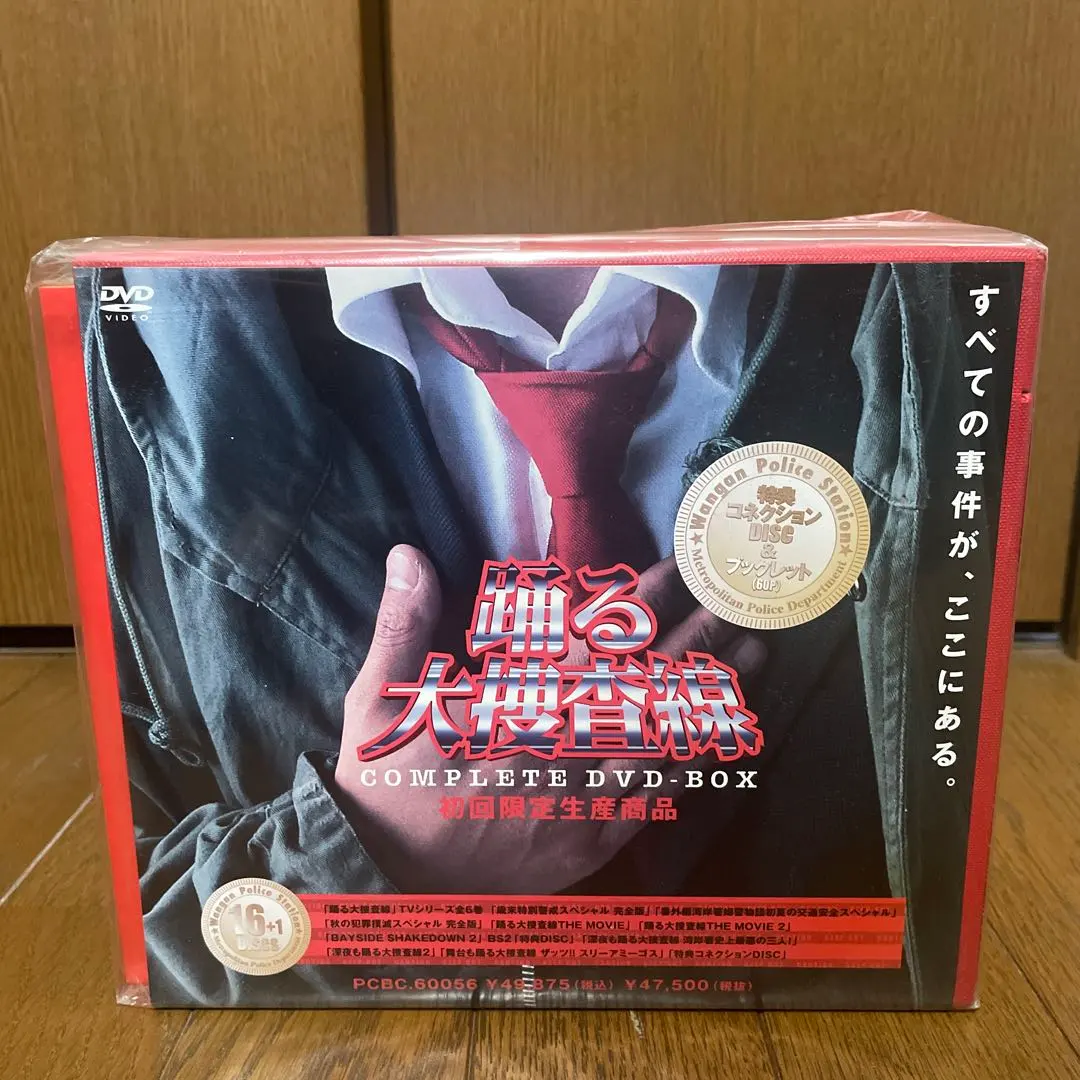 DVD
VIDEO
すべての事件が、ここにある。
Wangan Police Station
特典
コネクション
DISC
&
ブックレット
(60P)
Metropolitan Police Department
踊る
大捜査線
COMPLETE DVD-BOX
初回限定生産商品
Wangan Police Station
16+1
DISCS
Metropolitan Police Department
「踊る大捜査線」TVシリーズ全6巻 「歳末特別警戒スペシャル 完全版」「番外編湾岸署婦警物語初夏の交通安全スペシャル」
「秋の犯罪撲滅スペシャル 完全版」「踊る大捜査線THE MOVIE」「踊る大捜査線THE MOVIE 2」
「BAYSIDE SHAKEDOWN 2」BS2「特典DISC」「深夜も踊る大捜査線 湾岸署史上最悪の三人!」
「深夜も踊る大捜査線2」「舞台も踊る大捜査線 ザッツ!! スリーアミーゴス」「特典コネクションDISC」
PCBC.60056 ¥49,875(税込) ¥47,500(税抜)